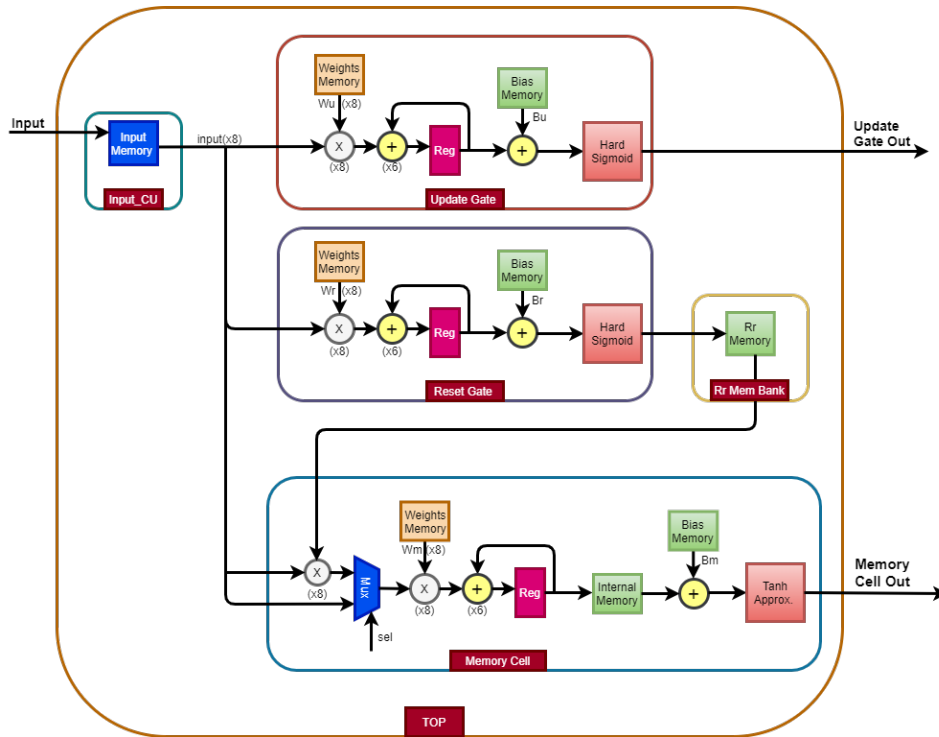 Input
Input
Memory
Input_CU
input(x8)
Weights
Memory
Wu (x8)
X
(x8)
+
(x6)
Reg
Bias
Memory
Bu
+
Hard
Sigmoid
Update Gate
Update
Gate Out
Weights
Memory
Wr (x8)
X
(x8)
+
(x6)
Reg
Bias
Memory
Br
+
Hard
Sigmoid
Reset Gate
Rr
Memory
Rr Mem Bank
X
(x8)
Mux
sel
Weights
Memory
Wm (x8)
X
(x8)
+
(x6)
Reg
Internal
Memory
Bias
Memory
Bm
+
Tanh
Approx.
Memory Cell
Memory
Cell Out
TOP